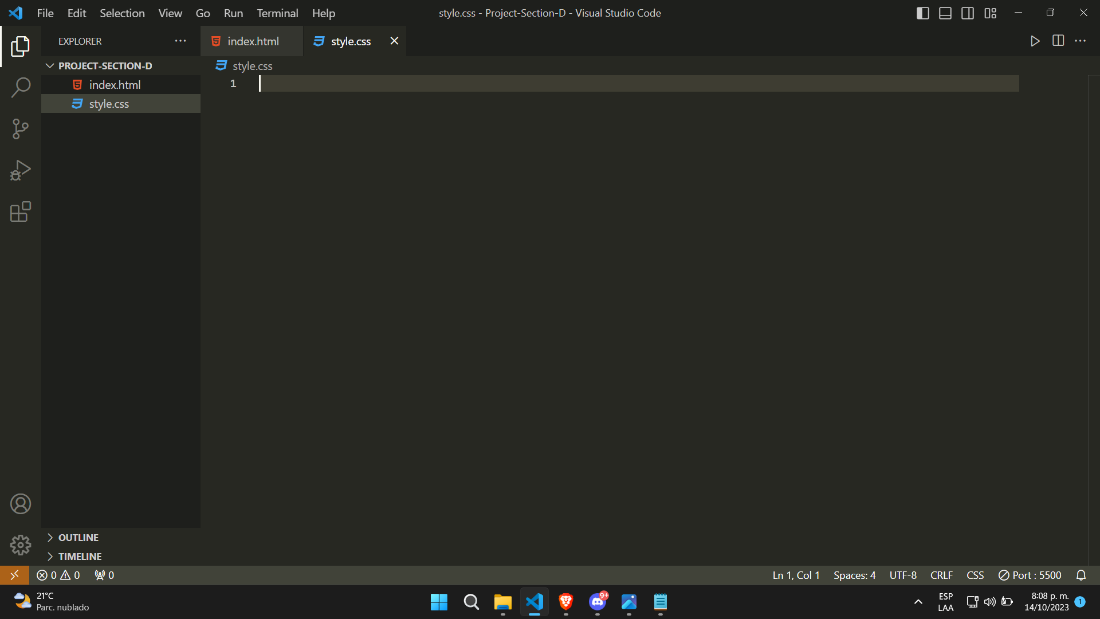 File Edit Selection View Go Run Terminal Help style.css - Project-Section-D - Visual Studio Code
EXPLORER ··· index.html style.css
PROJECT-SECTION-D style.css
index.html 1
style.css
OUTLINE
TIMELINE
0 0 0 Ln 1, Col 1 Spaces: 4 UTF-8 CRLF CSS Port : 5500
21°C
Parc. nublado
9+
ESP
LAA
8:08 p. m.
14/10/2023
1